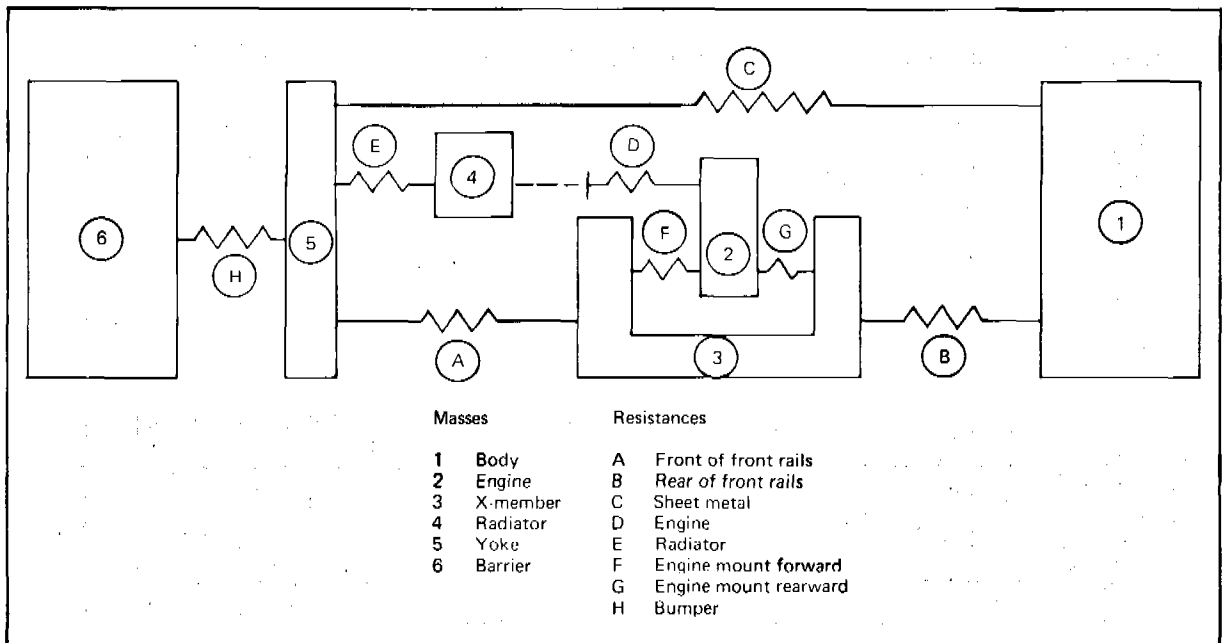 C
E
D
4
F
G
6
5
2
1
H
A
3
B
Masses Resistances
1 Body A Front of front rails
2 Engine B Rear of front rails
3 X-member C Sheet metal
4 Radiator D Engine
5 Yoke E Radiator
6 Barrier F Engine mount forward
G Engine mount rearward
H Bumper